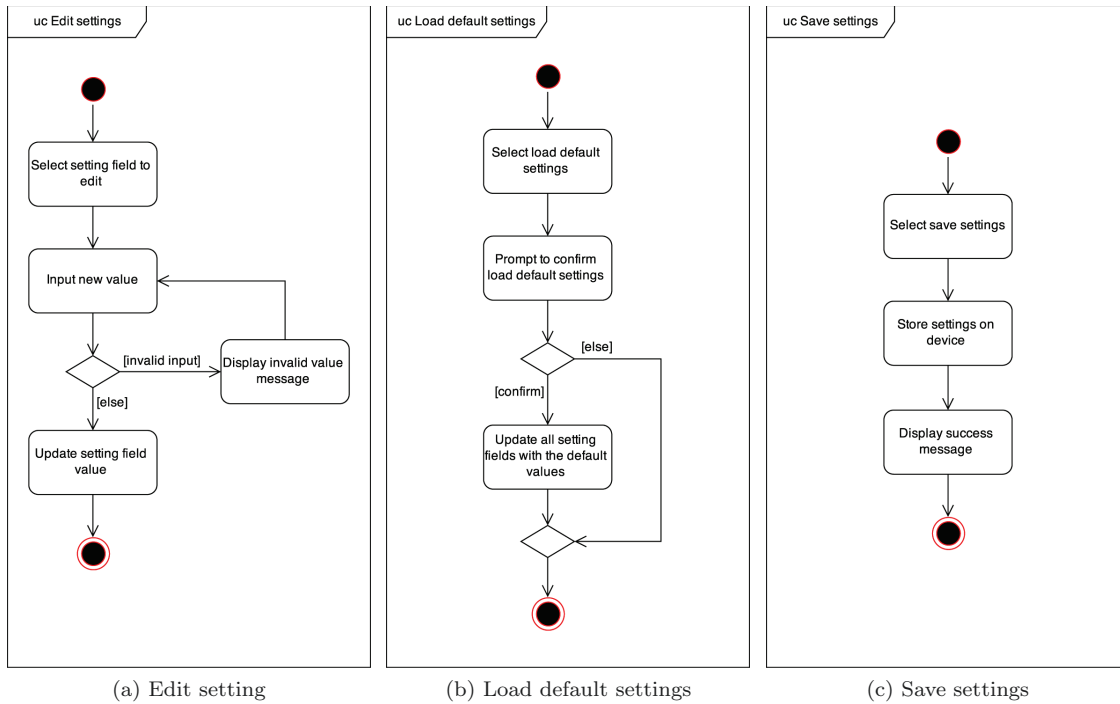 uc Edit settings
Select setting field to
edit
Input new value
[invalid input]
Display invalid value
message
[else]
Update setting field
value
(a) Edit setting
uc Load default settings
Select load default
settings
Prompt to confirm
load default settings
[else]
[confirm]
Update all setting
fields with the default
values
(b) Load default settings
uc Save settings
Select save settings
Store settings on
device
Display success
message
(c) Save settings